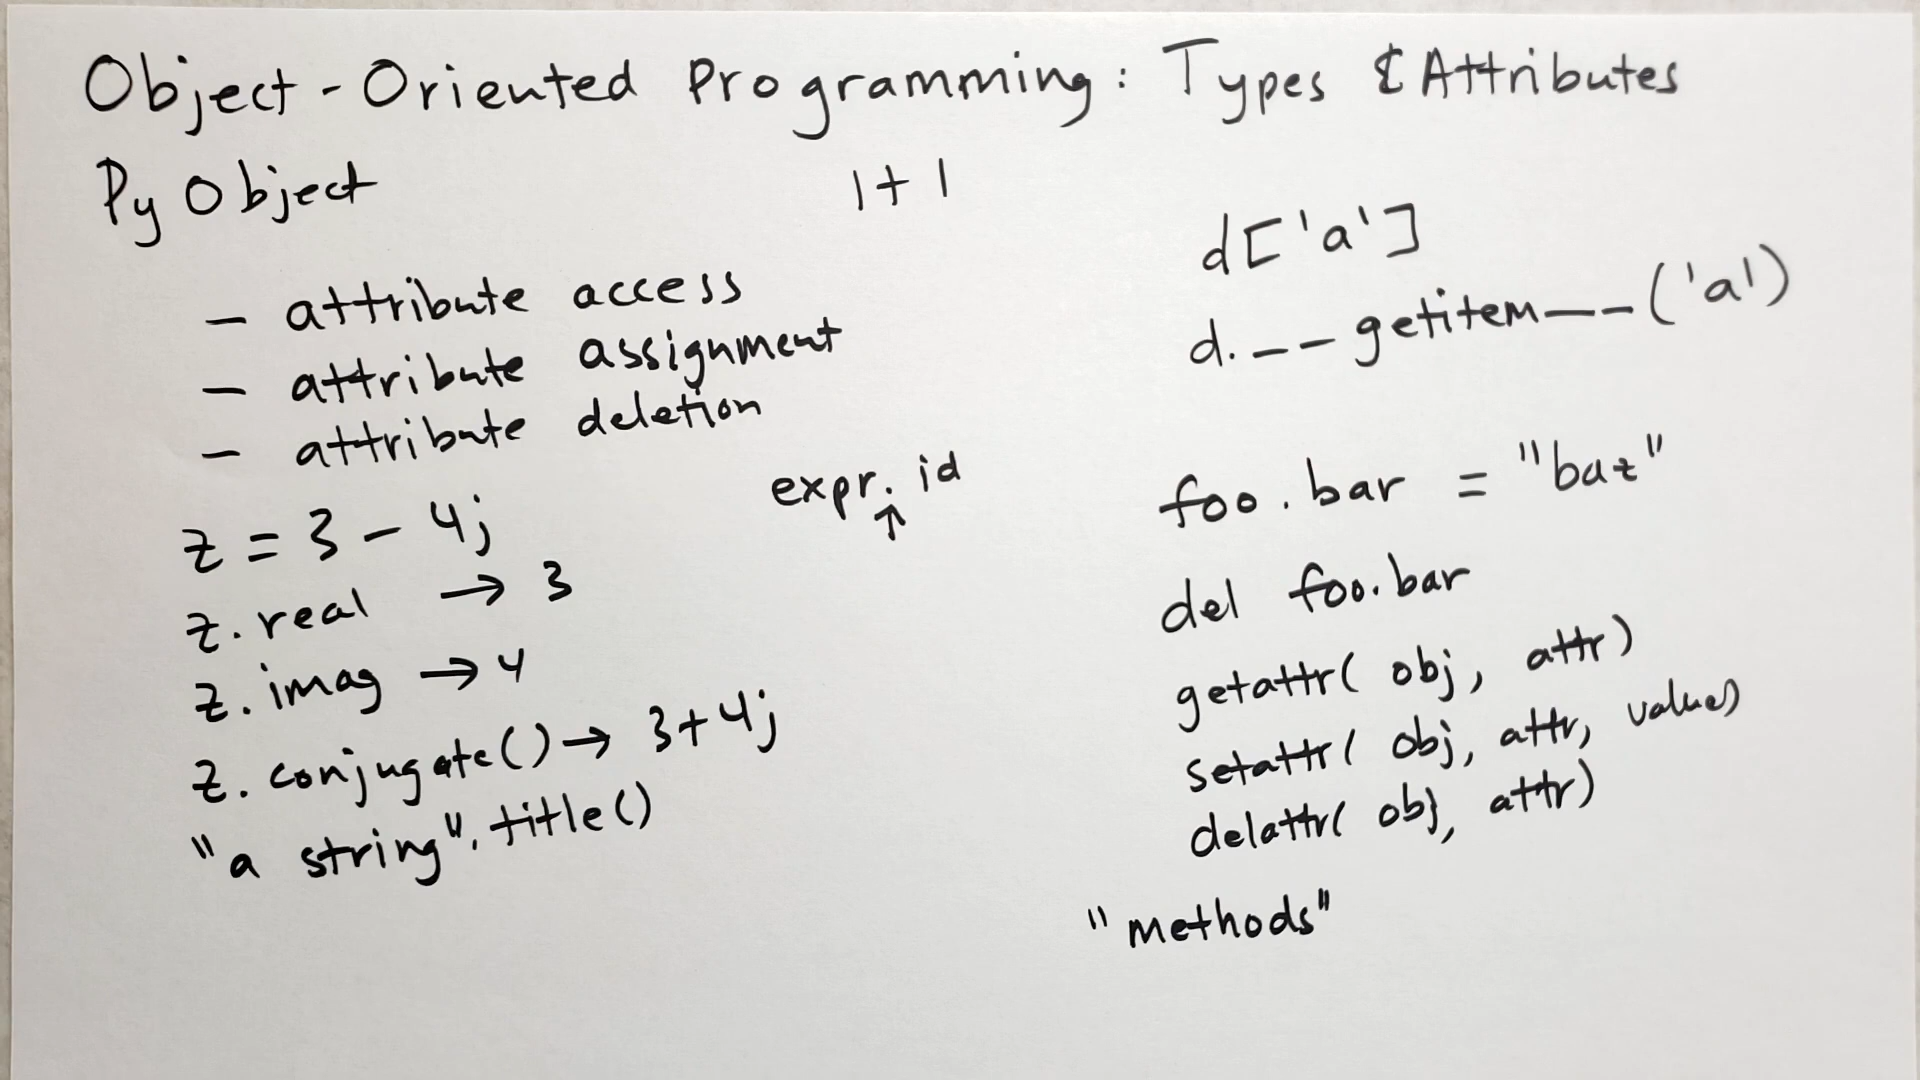 Object-Oriented Programming: Types & Attributes
PyObject
1+1
- attribute access
- attribute assignment
- attribute deletion
expr.id
↑
z = 3 - 4j
z.real → 3
z.imag → 4
z.conjugate() → 3+4j
"a string".title()
d['a']
d.__getitem__('a')
foo.bar = "baz"
del foo.bar
getattr( obj, attr)
setattr( obj, attr, value)
delattr( obj, attr)
"methods"